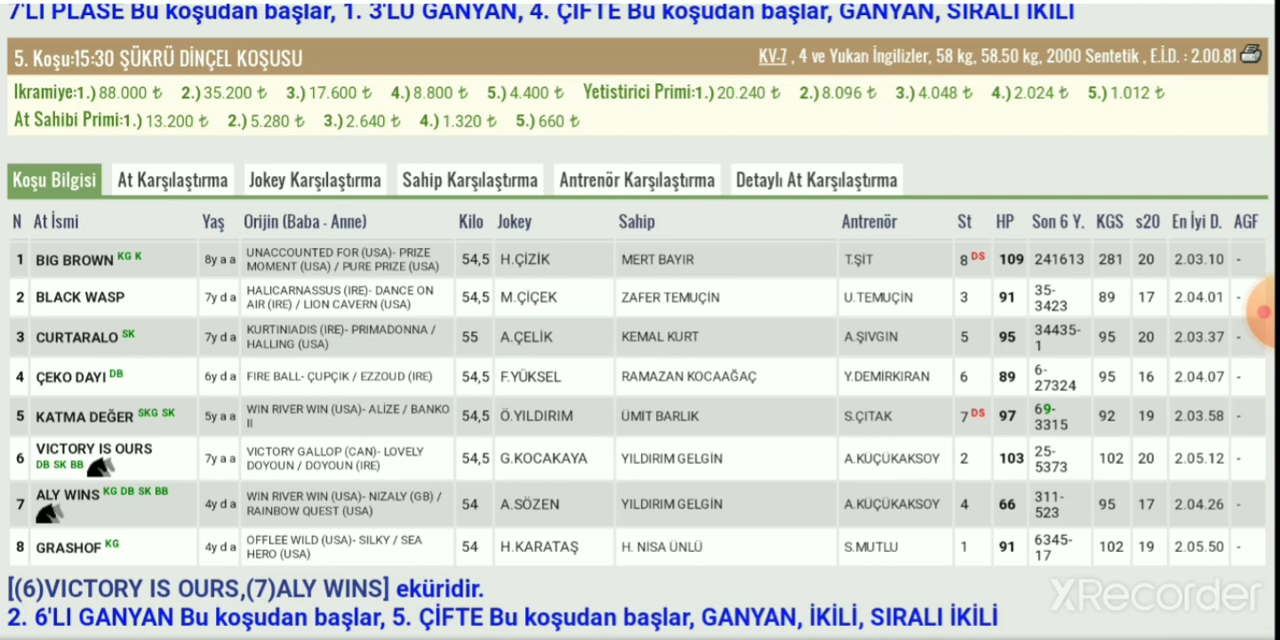 7'LI PLASE Bu koşudan başlar, 1. 3'LÜ GANYAN, 4. ÇİFTE Bu koşudan başlar, GANYAN, SIRALI İKİLİ
5. Koşu:15:30 ŞÜKRÜ DİNÇEL KOŞUSU KV-7 , 4 ve Yukarı İngilizler, 58 kg, 58.50 kg, 2000 Sentetik , E.İ.D. : 2.00.81
Ikramiye:1.) 88.000 ₺ 2.) 35.200 ₺ 3.) 17.600 ₺ 4.) 8.800 ₺ 5.) 4.400 ₺ Yetistirici Primi:1.) 20.240 ₺ 2.) 8.096 ₺ 3.) 4.048 ₺ 4.) 2.024 ₺ 5.) 1.012 ₺
At Sahibi Primi:1.) 13.200 ₺ 2.) 5.280 ₺ 3.) 2.640 ₺ 4.) 1.320 ₺ 5.) 660 ₺
Koşu Bilgisi At Karşılaştırma Jokey Karşılaştırma Sahip Karşılaştırma Antrenör Karşılaştırma Detaylı At Karşılaştırma
N At İsmi Yaş Orijin (Baba - Anne) Kilo Jokey Sahip Antrenör St HP Son 6 Y. KGS s20 En İyi D. AGF
1 BIG BROWN KG K 8y a a UNACCOUNTED FOR (USA)- PRIZE MOMENT (USA) / PURE PRIZE (USA) 54,5 H.ÇİZİK MERT BAYIR T.ŞİT 8 DS 109 241613 281 20 2.03.10 -
2 BLACK WASP 7y d a HALICARNASSUS (IRE)- DANCE ON AIR (IRE) / LION CAVERN (USA) 54,5 M.ÇİÇEK ZAFER TEMUÇİN U.TEMUÇİN 3 91 35-3423 89 17 2.04.01 -
3 CURTARALO SK 7y d a KURTINIADIS (IRE)- PRIMADONNA / HALLING (USA) 55 A.ÇELİK KEMAL KURT A.ŞIVGIN 5 95 34435-1 95 20 2.03.37 -
4 ÇEKO DAYI DB 6y d a FIRE BALL- ÇUPÇIK / EZZOUD (IRE) 54,5 F.YÜKSEL RAMAZAN KOCAAĞAÇ Y.DEMİRKIRAN 6 89 6-27324 95 16 2.04.07 -
5 KATMA DEĞER SKG SK 5y a a WIN RIVER WIN (USA)- ALİZE / BANKO II 54,5 Ö.YILDIRIM ÜMİT BARLIK S.ÇITAK 7 DS 97 69-3315 92 19 2.03.58 -
6 VICTORY IS OURS DB SK BB 7y a a VICTORY GALLOP (CAN)- LOVELY DOYOUN / DOYOUN (IRE) 54,5 G.KOCAKAYA YILDIRIM GELGİN A.KÜÇÜKAKSOY 2 103 25-5373 102 20 2.05.12 -
7 ALY WINS KG DB SK BB 4y d a WIN RIVER WIN (USA)- NIZALY (GB) / RAINBOW QUEST (USA) 54 A.SÖZEN YILDIRIM GELGİN A.KÜÇÜKAKSOY 4 66 311-523 95 17 2.04.26 -
8 GRASHOF KG 4y d a OFFLEE WILD (USA)- SILKY / SEA HERO (USA) 54 H.KARATAŞ H. NİSA ÜNLÜ S.MUTLU 1 91 6345-17 102 19 2.05.50 -
[(6)VICTORY IS OURS,(7)ALY WINS] eküridir.
2. 6'LI GANYAN Bu koşudan başlar, 5. ÇİFTE Bu koşudan başlar, GANYAN, İKİLİ, SIRALI İKİLİ
XRecorder